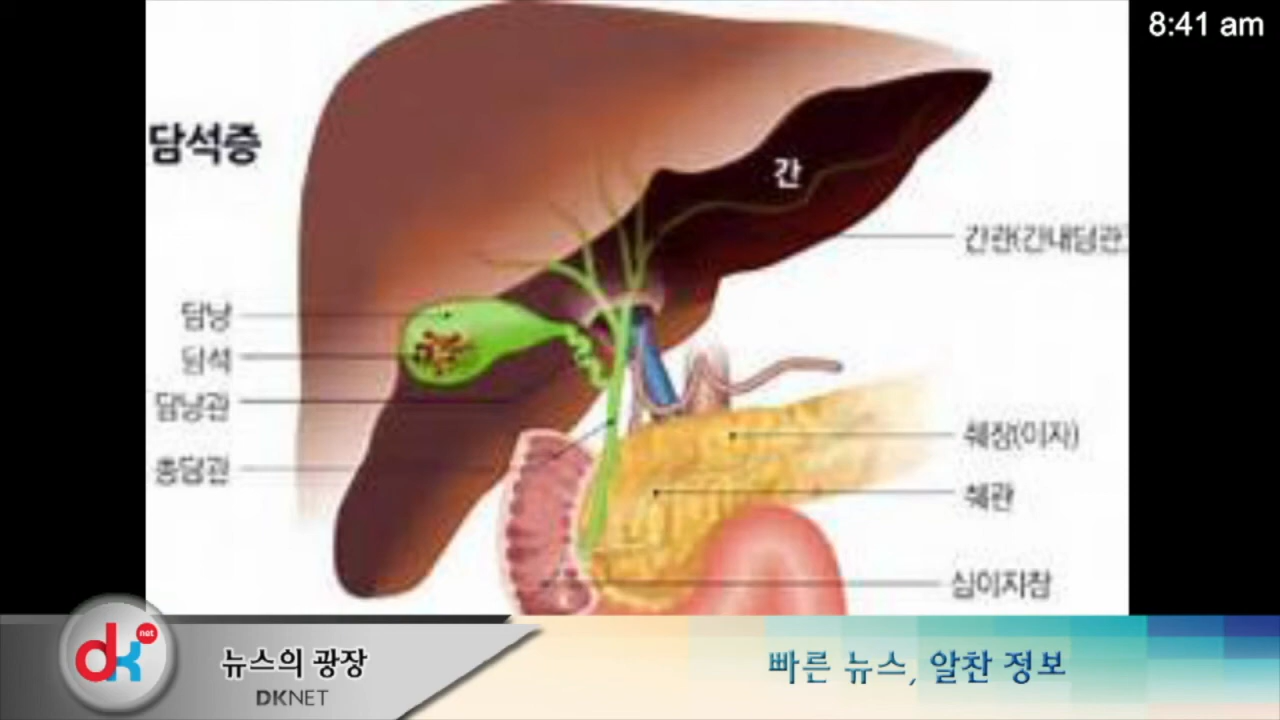 8:41 am
담석증
간
간관(간내담관)
담낭
담석
담낭관
총담관
췌장(이자)
췌관
십이지장
dk net
뉴스의 광장
DKNET
빠른 뉴스, 알찬 정보